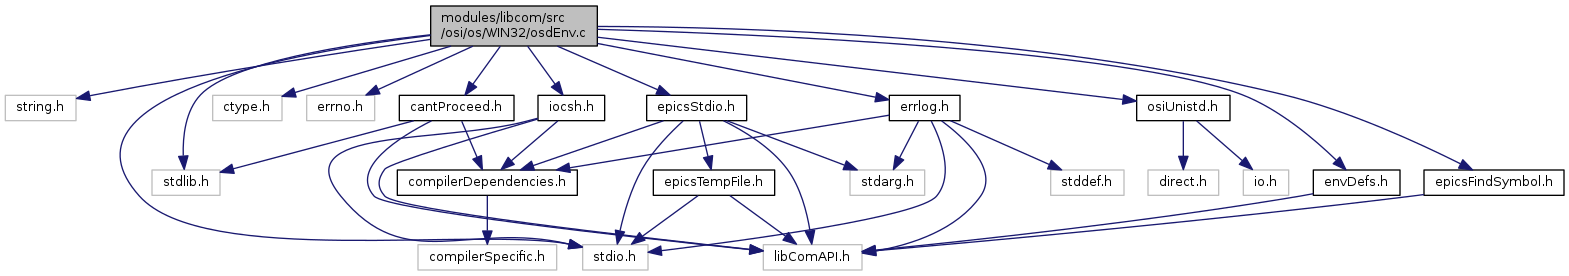 modules/libcom/src
/osi/os/WIN32/osdEnv.c
string.h
ctype.h
errno.h
cantProceed.h
iocsh.h
epicsStdio.h
errlog.h
osiUnistd.h
stdlib.h
compilerDependencies.h
epicsTempFile.h
stdarg.h
stddef.h
direct.h
io.h
envDefs.h
epicsFindSymbol.h
compilerSpecific.h
stdio.h
libComAPI.h